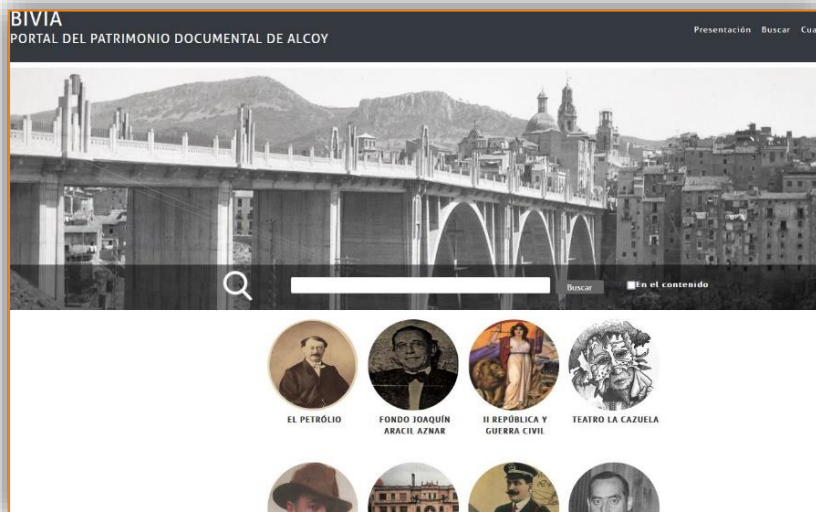 BIVIA
PORTAL DEL PATRIMONIO DOCUMENTAL DE ALCOY
Presentación Buscar Cua
Buscar
En el contenido
EL PETRÓLIO
FONDO JOAQUÍN
ARACIL AZNAR
II REPÚBLICA Y
GUERRA CIVIL
TEATRO LA CAZUELA